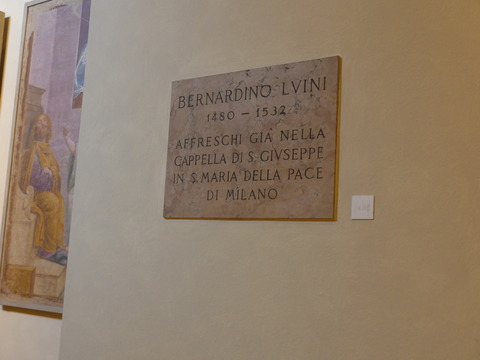 BERNARDINO LVINI
1480 - 1532
AFFRESCHI GIÀ NELLA
CAPPELLA DI S. GIVSEPPE
IN S. MARIA DELLA PACE
DI MILANO